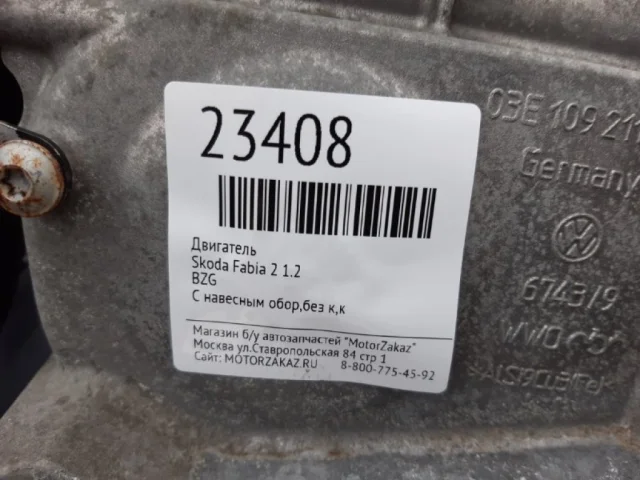 23408
Двигатель
Skoda Fabia 2 1.2
BZG
С навесным обор,без к,к
Магазин б/у автозапчастей "MotorZakaz"
Москва ул.Ставропольская 84 стр 1
Сайт: MOTORZAKAZ.RU 8-800-775-45-92
03E 109 211
Germany
6743/9